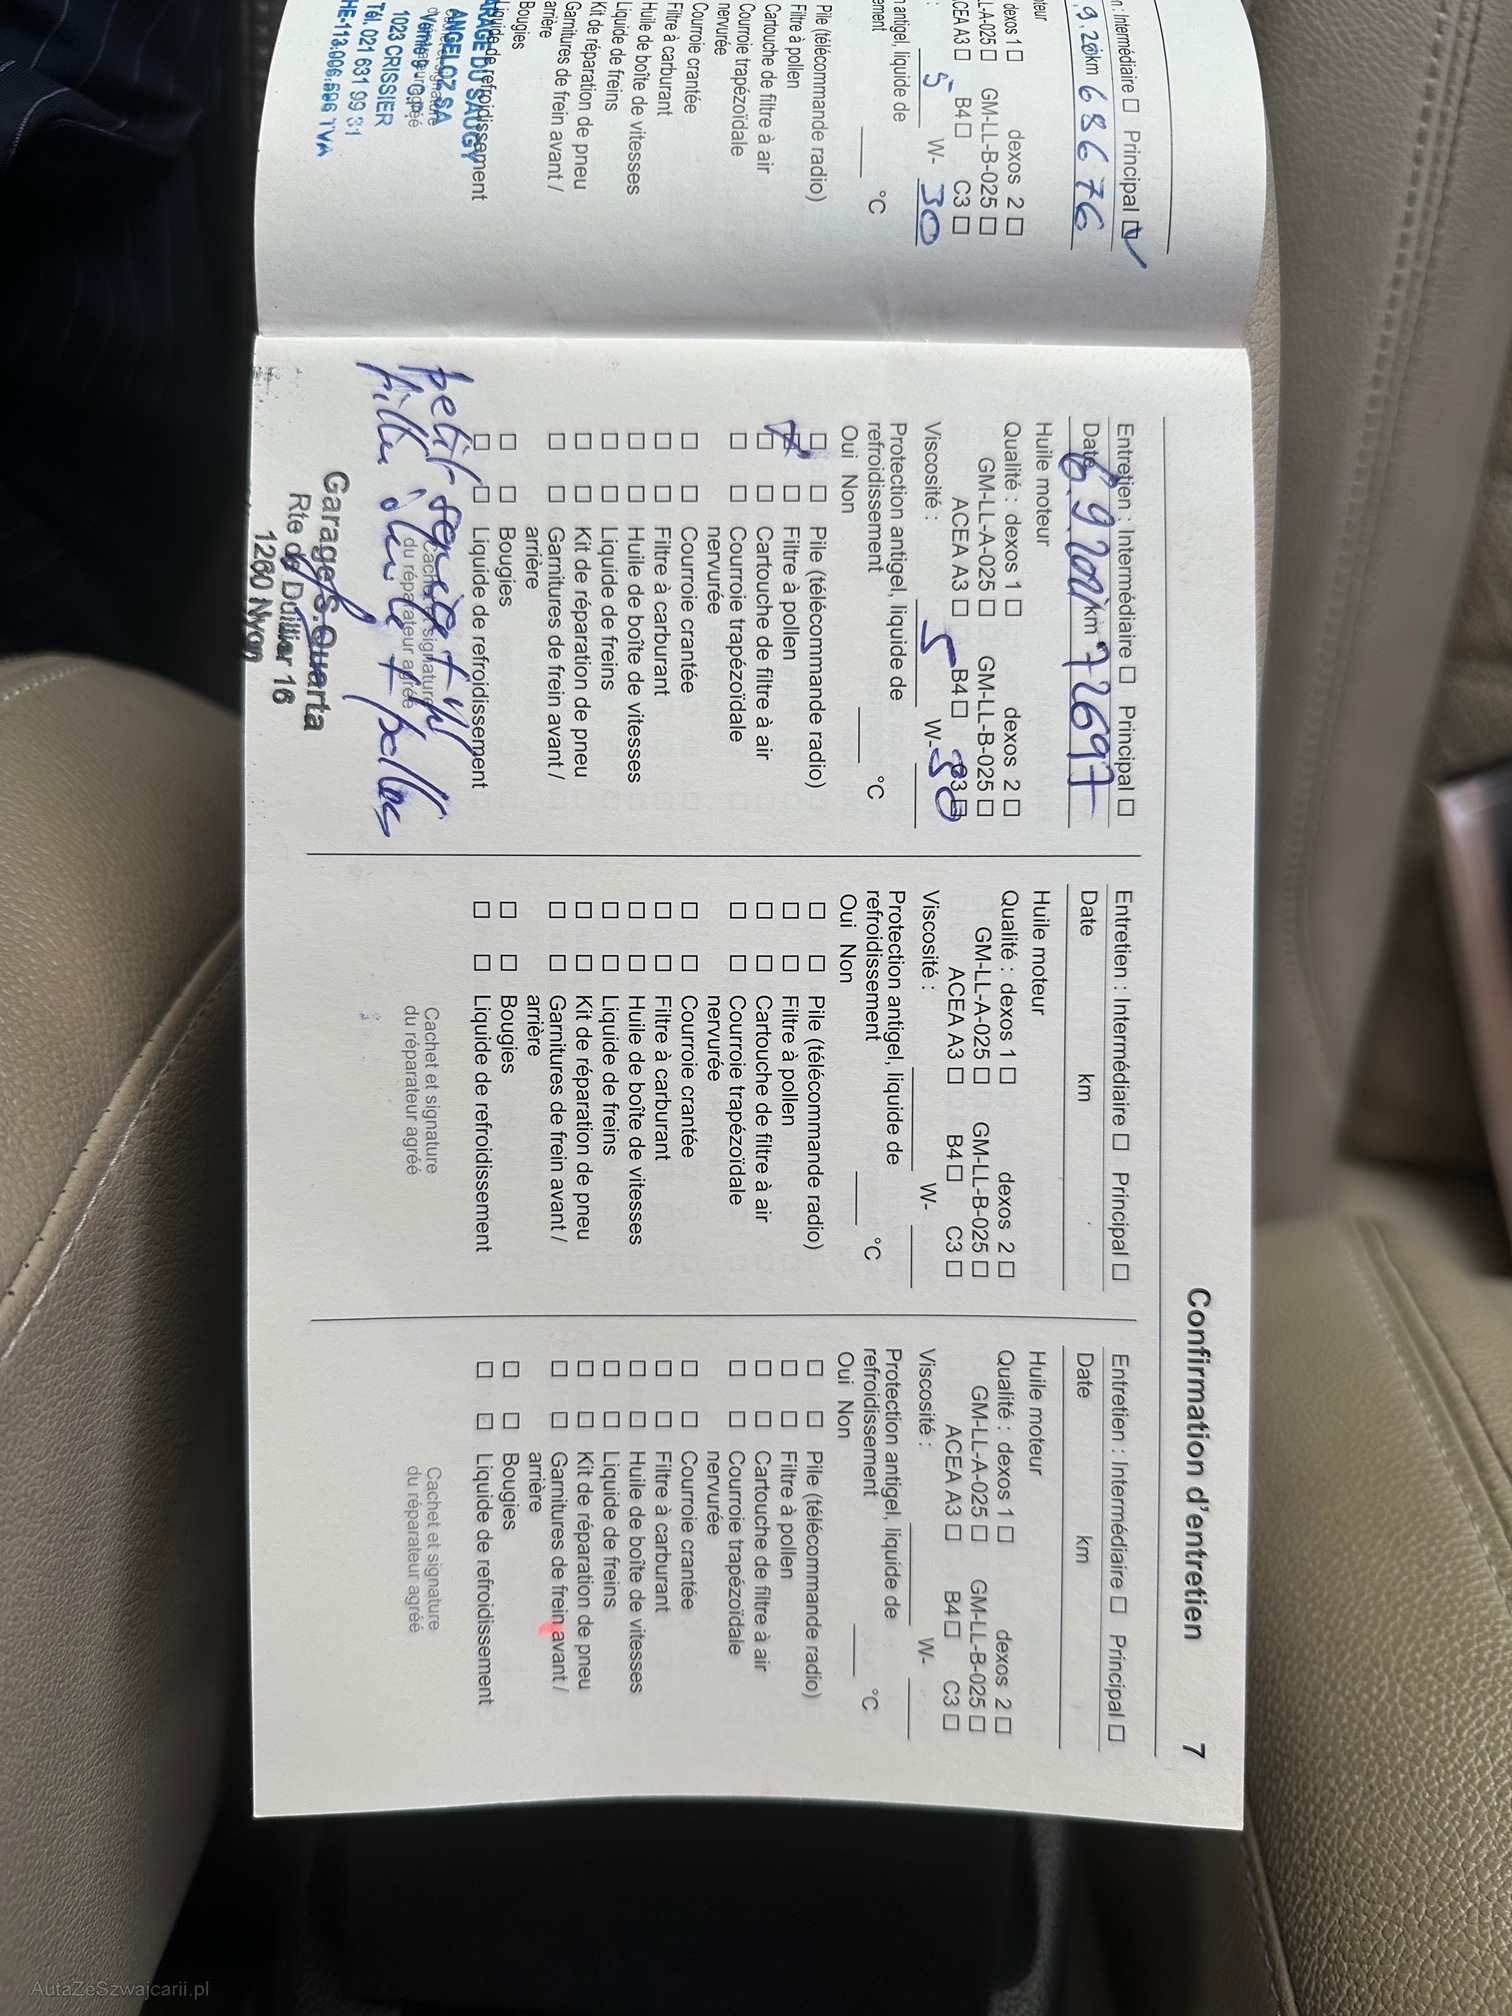 n : Intermédiaire ☐ Principal ☑
9.20 km 68676
teur
dexos 1 ☐ dexos 2 ☐
L-A-025 ☐ GM-LL-B-025 ☐
CEA A3 ☐ B4 ☐ C3 ☐
: 5 W- 30
n antigel, liquide de
ement °C
Pile (télécommande radio)
Filtre à pollen
Cartouche de filtre à air
Courroie trapézoïdale
nervurée
Courroie crantée
Filtre à carburant
Liquide de freins
Huile de boîte de vitesses
Kit de réparation de pneu
Garnitures de frein avant /
arrière
Bougies
Liquide de refroidissement
ARAGE DU SAUGY
ANGELOZ SA
1023 CRISSIER
Tél. 021 631 99 31
HE-113.006.596 TVA
Confirmation d'entretien 7
Entretien : Intermédiaire ☐ Principal ☐
Date km 72697
Huile moteur
Qualité : dexos 1 ☐ dexos 2 ☐
GM-LL-A-025 ☐ GM-LL-B-025 ☐
ACEA A3 ☐ B4 ☐ C3 ☐
Viscosité : 5 W- 30
Protection antigel, liquide de
refroidissement °C
Oui Non
☐ ☐ Pile (télécommande radio)
☑ ☐ Filtre à pollen
☐ ☐ Cartouche de filtre à air
☐ ☐ Courroie trapézoïdale
nervurée
☐ ☐ Courroie crantée
☐ ☐ Filtre à carburant
☐ ☐ Liquide de freins
☐ ☐ Huile de boîte de vitesses
☐ ☐ Kit de réparation de pneu
☐ ☐ Garnitures de frein avant /
arrière
☐ ☐ Bougies
☐ ☐ Liquide de refroidissement
petit service
Cachet et signature
du réparateur agréé
Garage S. Quarta
Rte de Duillier 16
1260 Nyon
Entretien : Intermédiaire ☐ Principal ☐
Date km
Huile moteur
Qualité : dexos 1 ☐ dexos 2 ☐
GM-LL-A-025 ☐ GM-LL-B-025 ☐
ACEA A3 ☐ B4 ☐ C3 ☐
Viscosité : W-
Protection antigel, liquide de
refroidissement °C
Oui Non
☐ ☐ Pile (télécommande radio)
☐ ☐ Filtre à pollen
☐ ☐ Cartouche de filtre à air
☐ ☐ Courroie trapézoïdale
nervurée
☐ ☐ Courroie crantée
☐ ☐ Filtre à carburant
☐ ☐ Liquide de freins
☐ ☐ Huile de boîte de vitesses
☐ ☐ Kit de réparation de pneu
☐ ☐ Garnitures de frein avant /
arrière
☐ ☐ Bougies
☐ ☐ Liquide de refroidissement
Cachet et signature
du réparateur agréé
Entretien : Intermédiaire ☐ Principal ☐
Date km
Huile moteur
Qualité : dexos 1 ☐ dexos 2 ☐
GM-LL-A-025 ☐ GM-LL-B-025 ☐
ACEA A3 ☐ B4 ☐ C3 ☐
Viscosité : W-
Protection antigel, liquide de
refroidissement °C
Oui Non
☐ ☐ Pile (télécommande radio)
☐ ☐ Filtre à pollen
☐ ☐ Cartouche de filtre à air
☐ ☐ Courroie trapézoïdale
nervurée
☐ ☐ Courroie crantée
☐ ☐ Filtre à carburant
☐ ☐ Liquide de freins
☐ ☐ Huile de boîte de vitesses
☐ ☐ Kit de réparation de pneu
☐ ☐ Garnitures de frein avant /
arrière
☐ ☐ Bougies
☐ ☐ Liquide de refroidissement
Cachet et signature
du réparateur agréé
AutaZeSzwajcarii.pl